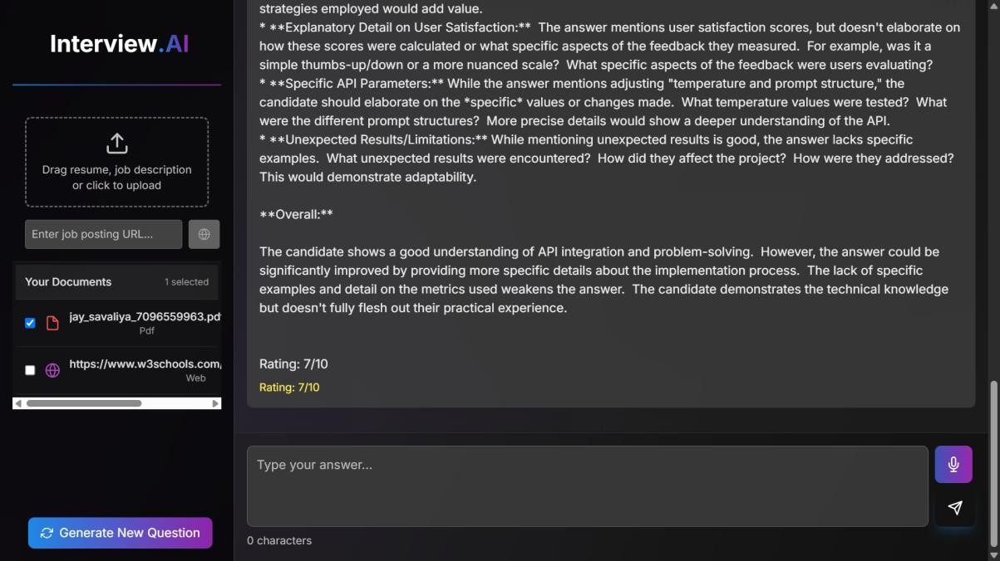 Interview.AI
Drag resume, job description
or click to upload
Enter job posting URL...
Your Documents
1 selected
jay_savaliya_7096559963.pdf
Pdf
https://www.w3schools.com/
Web
Generate New Question
strategies employed would add value.
* **Explanatory Detail on User Satisfaction:** The answer mentions user satisfaction scores, but doesn't elaborate on
how these scores were calculated or what specific aspects of the feedback they measured. For example, was it a
simple thumbs-up/down or a more nuanced scale? What specific aspects of the feedback were users evaluating?
* **Specific API Parameters:** While the answer mentions adjusting "temperature and prompt structure," the
candidate should elaborate on the *specific* values or changes made. What temperature values were tested? What
were the different prompt structures? More precise details would show a deeper understanding of the API.
* **Unexpected Results/Limitations:** While mentioning unexpected results is good, the answer lacks specific
examples. What unexpected results were encountered? How did they affect the project? How were they addressed?
This would demonstrate adaptability.
**Overall:**
The candidate shows a good understanding of API integration and problem-solving. However, the answer could be
significantly improved by providing more specific details about the implementation process. The lack of specific
examples and detail on the metrics used weakens the answer. The candidate demonstrates the technical knowledge
but doesn't fully flesh out their practical experience.
Rating: 7/10
Rating: 7/10
Type your answer...
0 characters